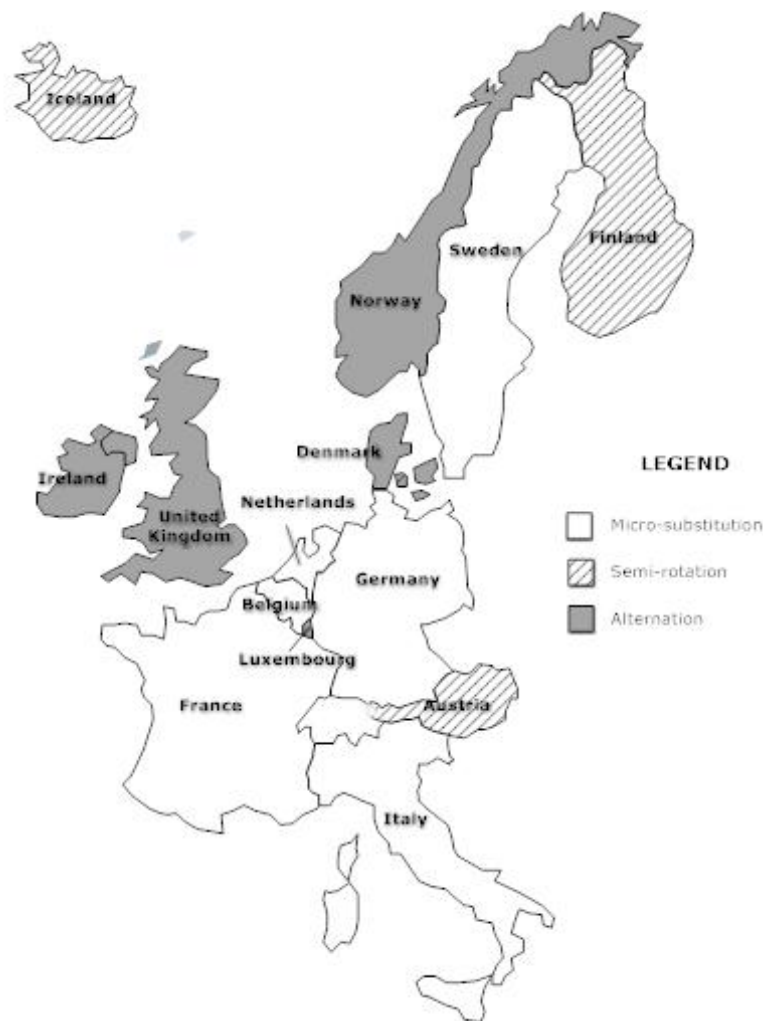 Iceland
Sweden
Finland
Norway
Denmark
Ireland
Netherlands
United
Kingdom
Belgium
Germany
Luxembourg
France
Austria
Italy
LEGEND
Micro-substitution
Semi-rotation
Alternation